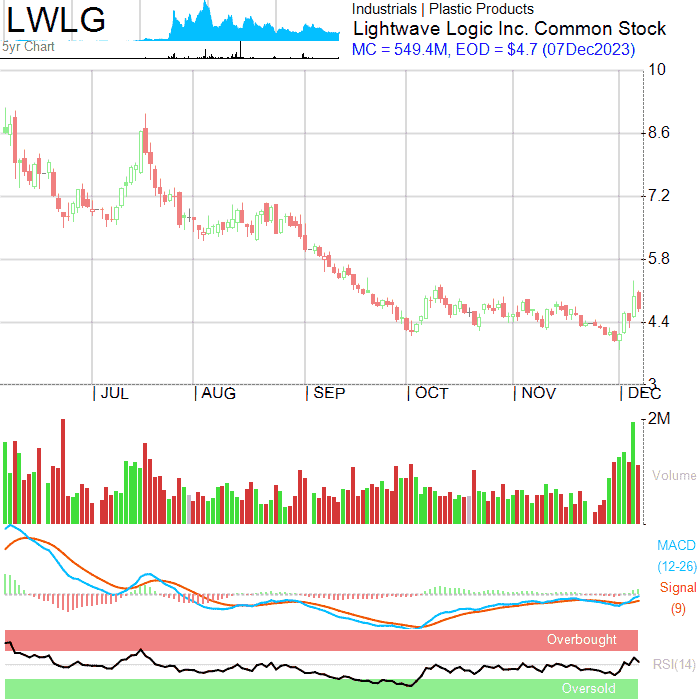 LWLG
5yr Chart
Industrials | Plastic Products
Lightwave Logic Inc. Common Stock
MC = 549.4M, EOD = $4.7 (07Dec2023)
10
8.6
7.2
5.8
4.4
3
JUL
AUG
SEP
OCT
NOV
DEC
2M
Volume
MACD
(12-26)
Signal
(9)
Overbought
RSI(14)
Oversold